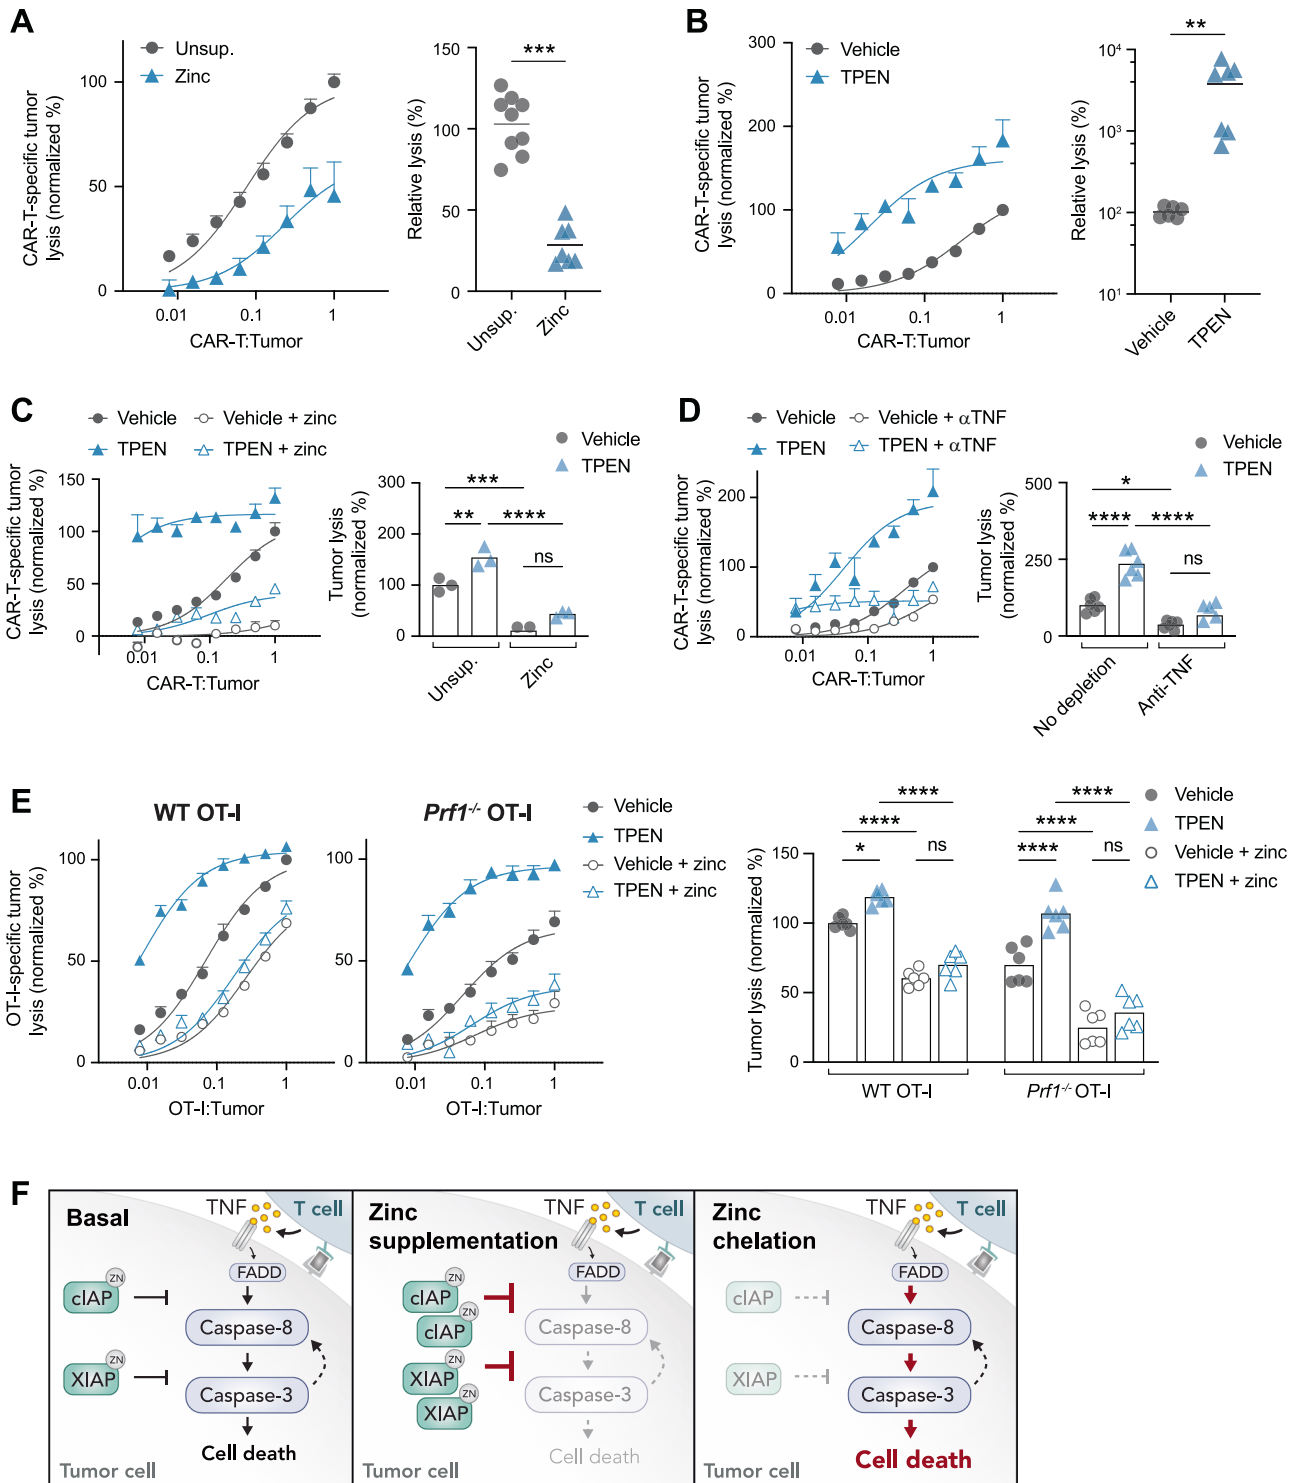 A
Unsup.
Zinc
CAR-T-specific tumor
lysis (normalized %)
100
50
0
0.01
0.1
1
CAR-T:Tumor
Relative lysis (%)
150
100
50
0
***
Unsup.
Zinc
B
Vehicle
TPEN
CAR-T-specific tumor
lysis (normalized %)
300
200
100
0
0.01
0.1
1
CAR-T:Tumor
Relative lysis (%)
10⁴
10³
10²
10¹
**
Vehicle
TPEN
C
Vehicle
Vehicle + zinc
TPEN
TPEN + zinc
CAR-T-specific tumor
lysis (normalized %)
150
100
50
0
0.01
0.1
1
CAR-T:Tumor
Vehicle
TPEN
Tumor lysis
(normalized %)
300
200
100
0
***
**
****
ns
Unsup.
Zinc
D
Vehicle
Vehicle + αTNF
TPEN
TPEN + αTNF
CAR-T-specific tumor
lysis (normalized %)
200
100
0
0.01
0.1
1
CAR-T:Tumor
Vehicle
TPEN
Tumor lysis
(normalized %)
500
250
0
*
****
****
ns
No depletion
Anti-TNF
E
WT OT-I
Prf1⁻/⁻ OT-I
Vehicle
TPEN
Vehicle + zinc
TPEN + zinc
OT-I-specific tumor
lysis (normalized %)
100
50
0
0.01
0.1
1
OT-I:Tumor
100
50
0
0.01
0.1
1
OT-I:Tumor
Tumor lysis (normalized %)
150
100
50
0
****
****
*
ns
****
****
****
ns
WT OT-I
Prf1⁻/⁻ OT-I
Vehicle
TPEN
Vehicle + zinc
TPEN + zinc
F
Basal
TNF
T cell
FADD
ZN
cIAP
Caspase-8
ZN
XIAP
Caspase-3
Cell death
Tumor cell
Zinc
supplementation
TNF
T cell
FADD
ZN
cIAP
ZN
cIAP
Caspase-8
ZN
XIAP
ZN
XIAP
Caspase-3
Cell death
Tumor cell
Zinc
chelation
TNF
T cell
FADD
cIAP
Caspase-8
XIAP
Caspase-3
Cell death
Tumor cell